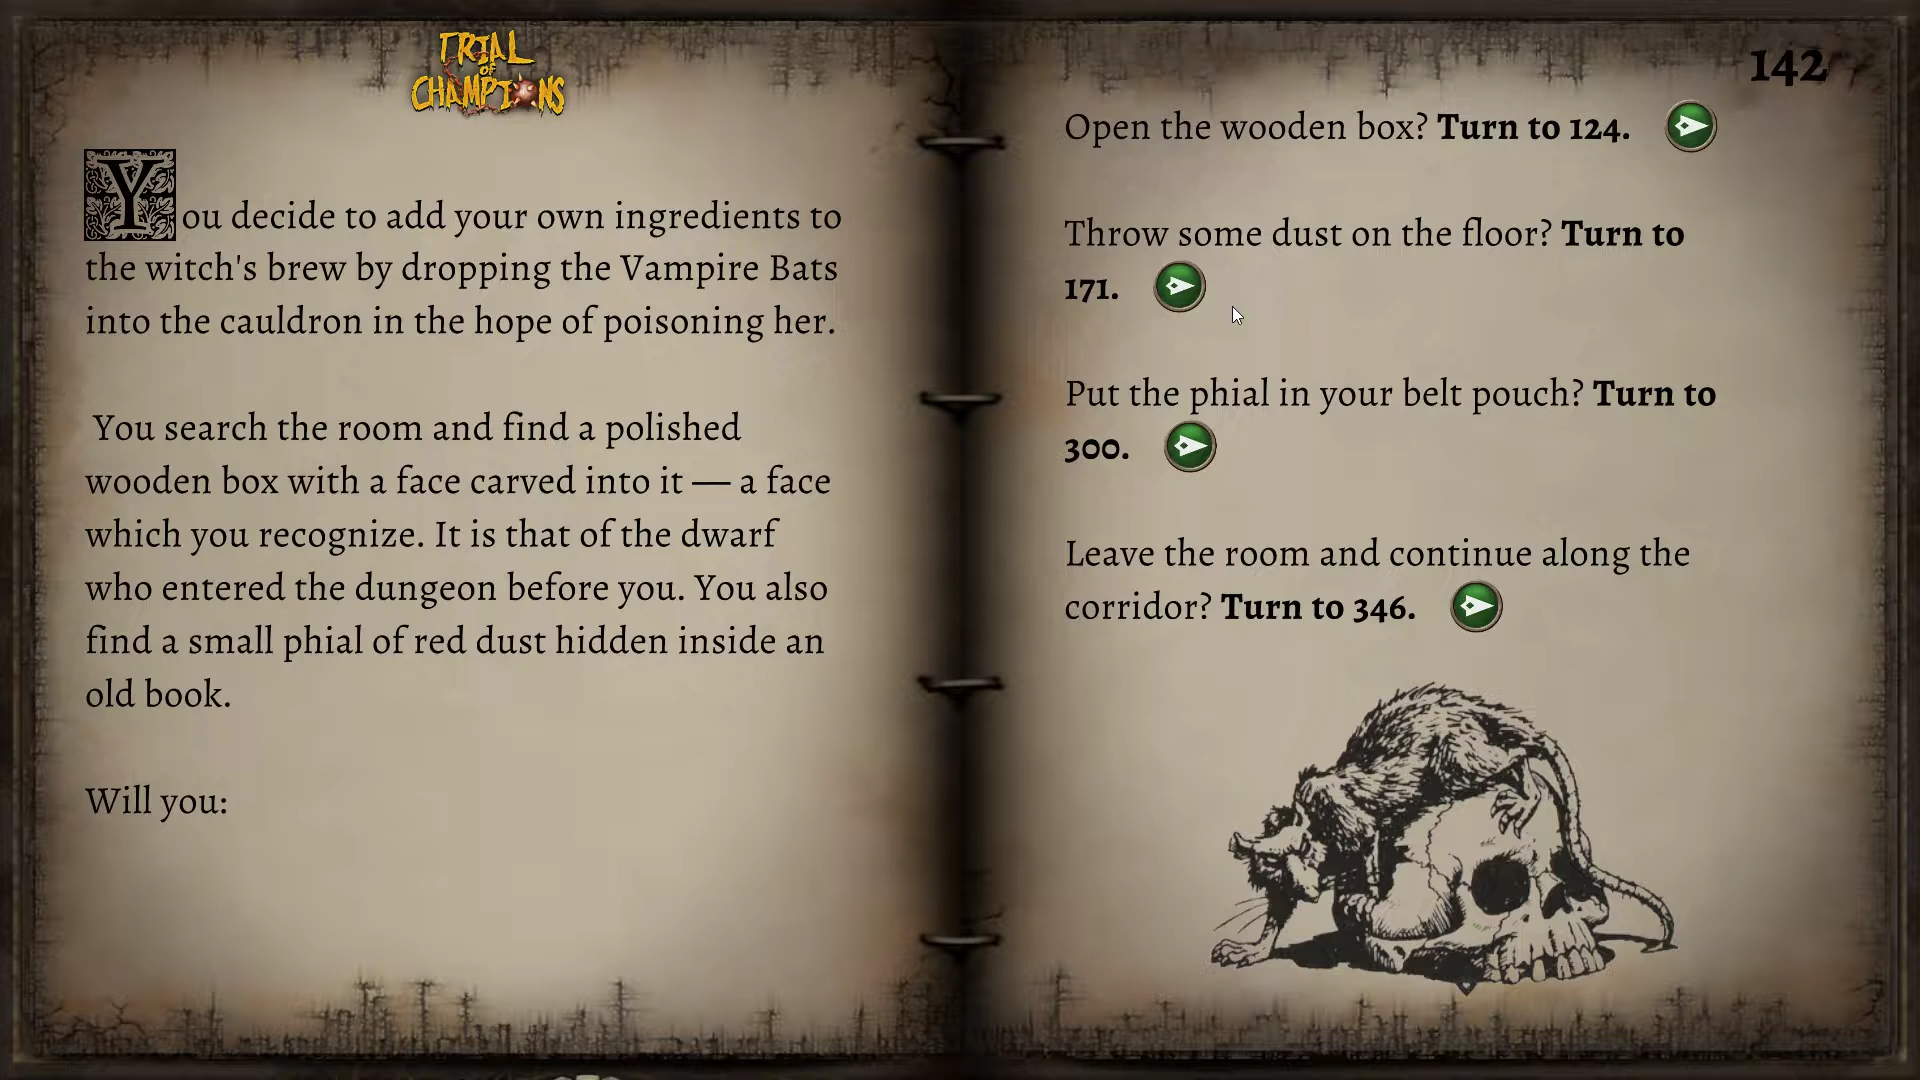 TRIAL
OF
CHAMPIONS
You decide to add your own ingredients to
the witch's brew by dropping the Vampire Bats
into the cauldron in the hope of poisoning her.
You search the room and find a polished
wooden box with a face carved into it — a face
which you recognize. It is that of the dwarf
who entered the dungeon before you. You also
find a small phial of red dust hidden inside an
old book.
Will you:
142
Open the wooden box? Turn to 124.
Throw some dust on the floor? Turn to
171.
Put the phial in your belt pouch? Turn to
300.
Leave the room and continue along the
corridor? Turn to 346.